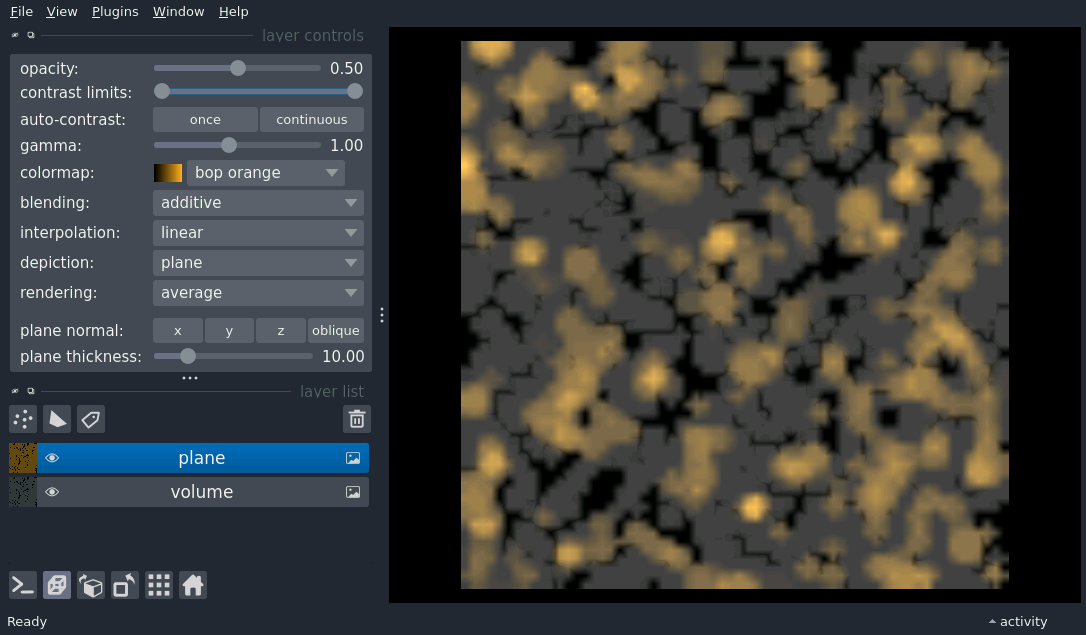 File View Plugins Window Help
layer controls
opacity: 0.50
contrast limits:
auto-contrast: once continuous
gamma: 1.00
colormap: bop orange
blending: additive
interpolation: linear
depiction: plane
rendering: average
plane normal: x y z oblique
plane thickness: 10.00
layer list
plane
volume
Ready activity